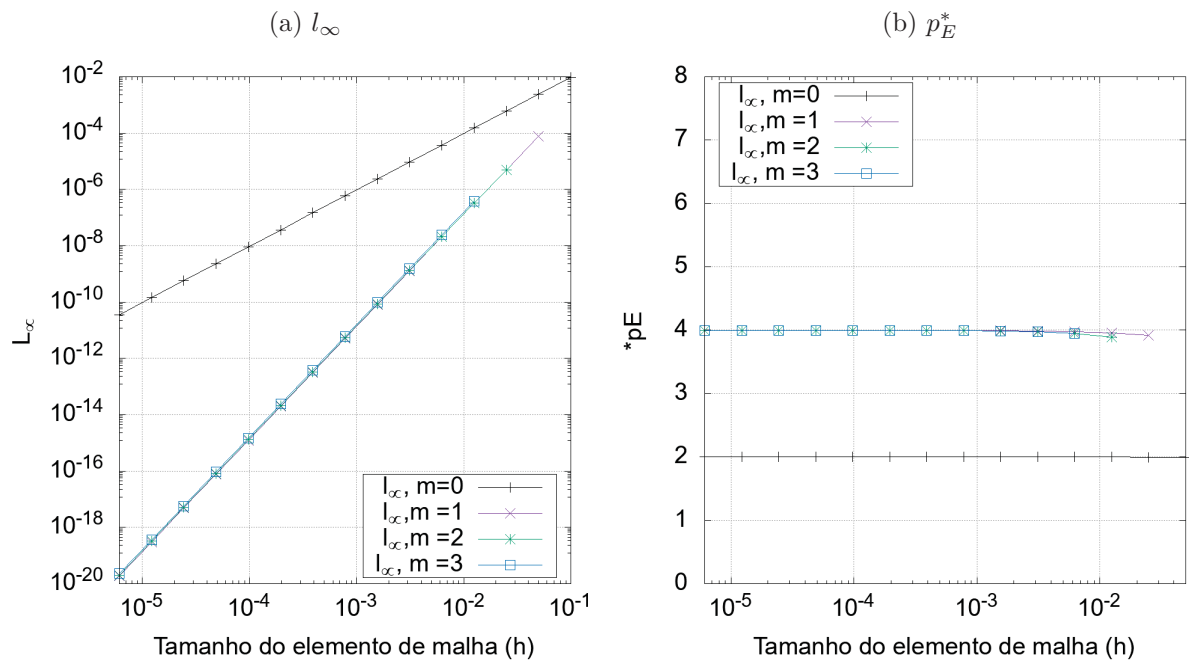 (a) l∞
10⁻²
10⁻⁴
10⁻⁶
10⁻⁸
10⁻¹⁰
10⁻¹²
10⁻¹⁴
10⁻¹⁶
10⁻¹⁸
10⁻²⁰
L∞
l∞, m=0
l∞,m =1
l∞,m =2
l∞, m =3
10⁻⁵ 10⁻⁴ 10⁻³ 10⁻² 10⁻¹
Tamanho do elemento de malha (h)
(b) p*E
8
7
6
5
4
3
2
1
0
*pE
l∞, m=0
l∞,m =1
l∞,m =2
l∞, m =3
10⁻⁵ 10⁻⁴ 10⁻³ 10⁻²
Tamanho do elemento de malha (h)